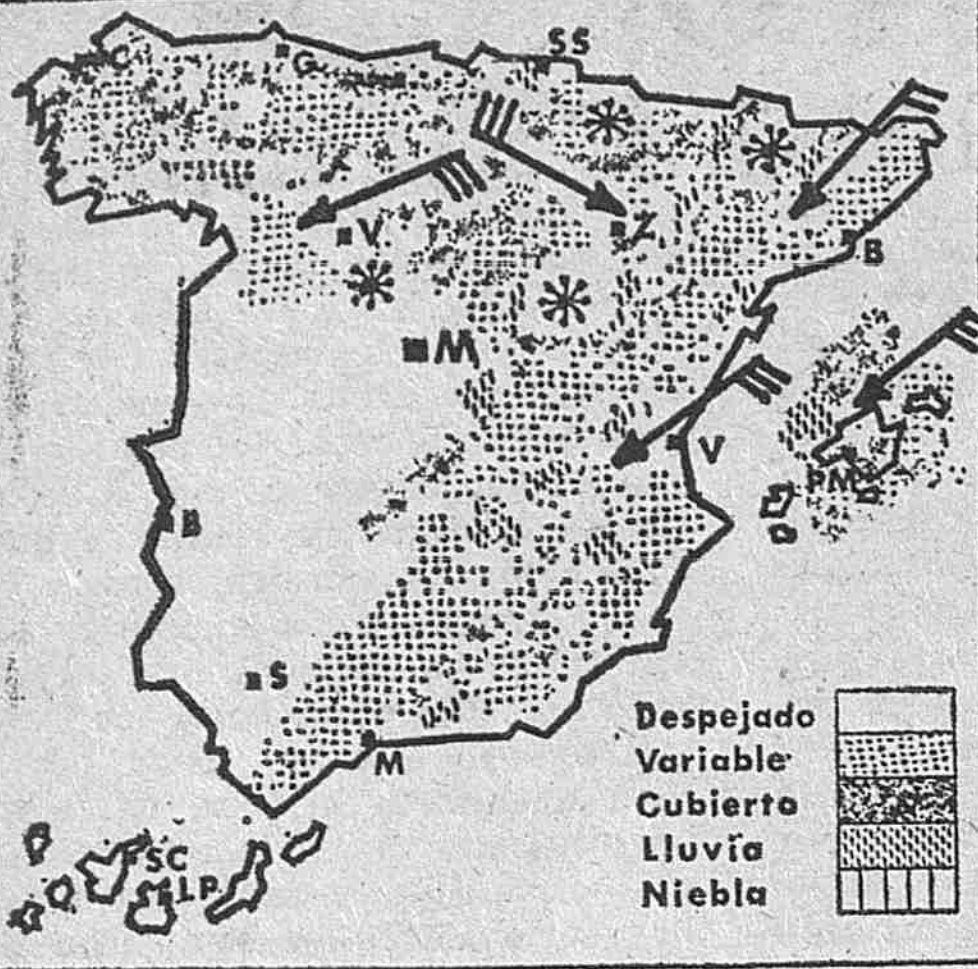 SS
C
G
V
Z
B
M
V
PM
B
S
M
SC
LP
Despejado
Variable
Cubierto
Lluvia
Niebla